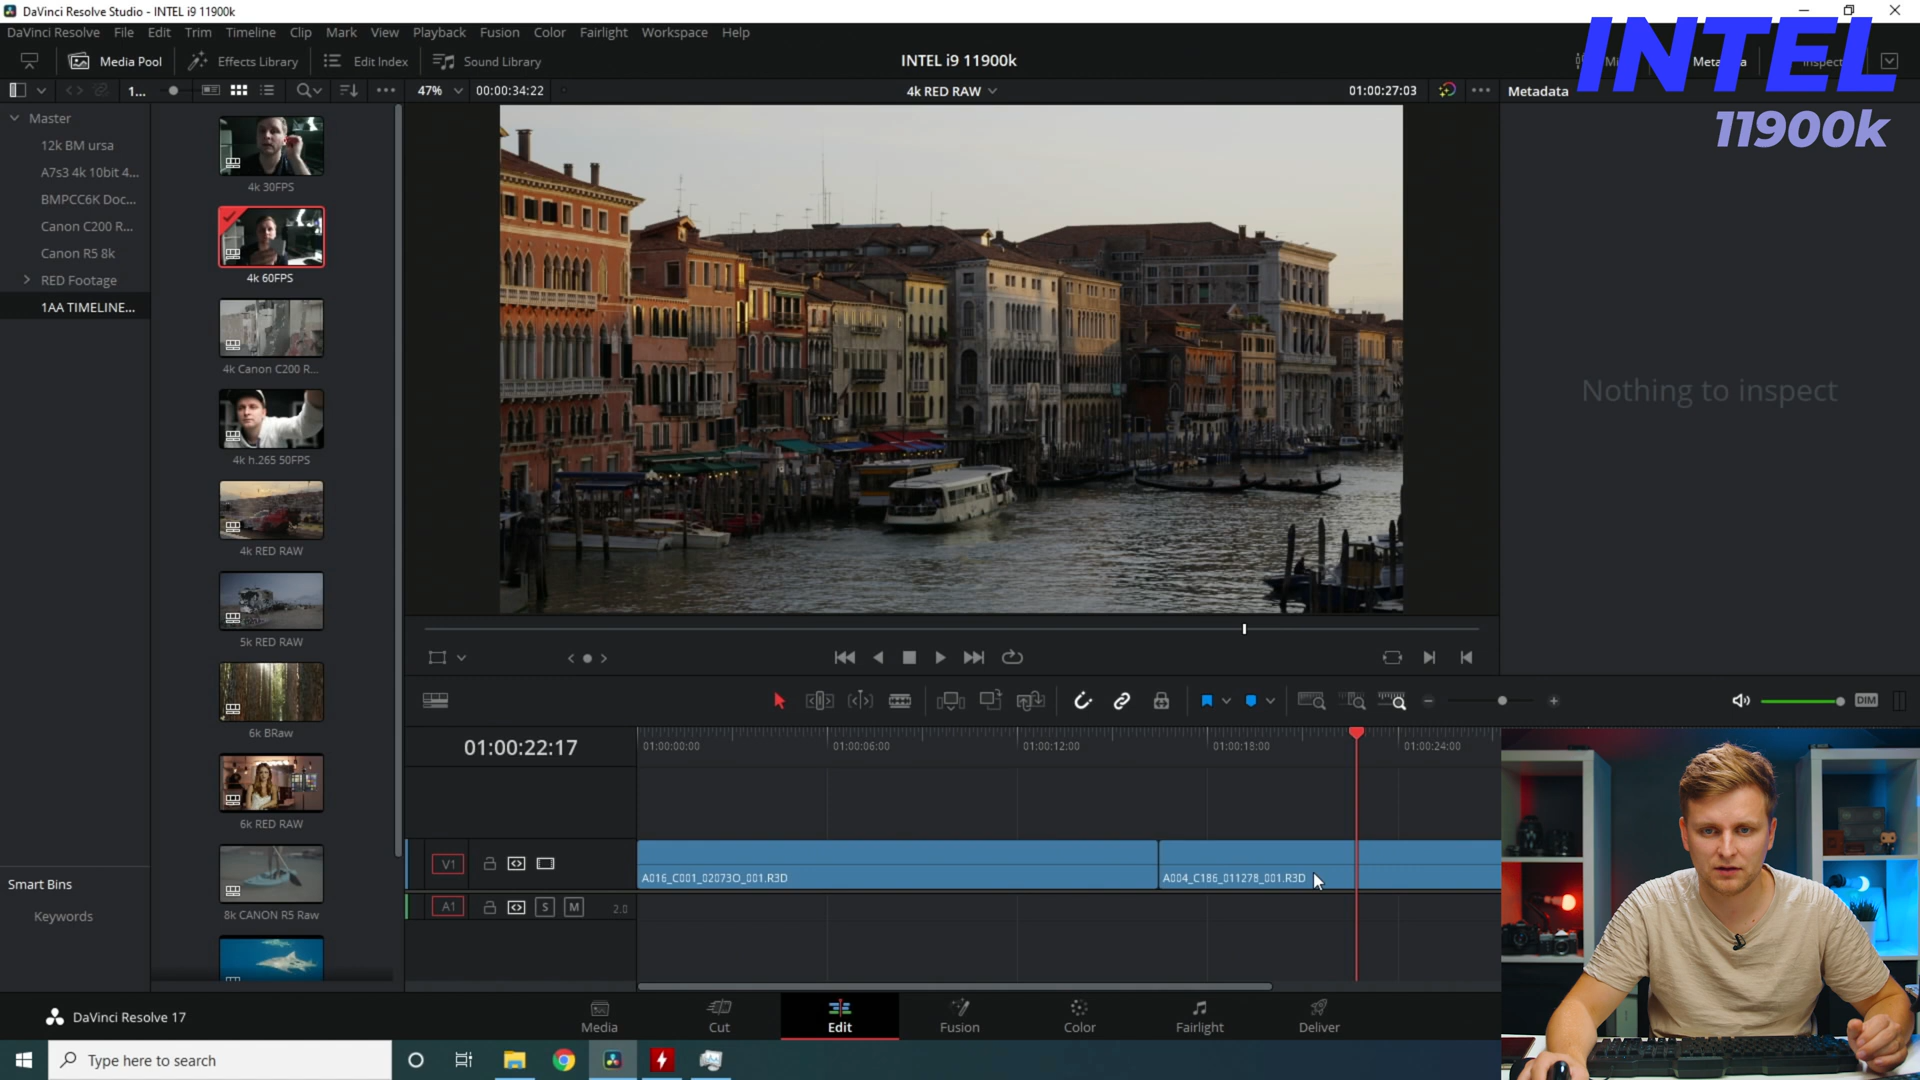 DaVinci Resolve Studio - INTEL i9 11900k
DaVinci Resolve File Edit Trim Timeline Clip Mark View Playback Fusion Color Fairlight Workspace Help
INTEL
11900k
Media Pool Effects Library Edit Index Sound Library INTEL i9 11900k
1... 47% 00:00:34:22 4k RED RAW 01:00:27:03 Metadata
Master
12k BM ursa
A7s3 4k 10bit 4...
BMPCC6K Doc...
Canon C200 R...
Canon R5 8k
RED Footage
1AA TIMELINE...
4k 30FPS
4k 60FPS
4k Canon C200 R...
4k h.265 50FPS
4k RED RAW
5k RED RAW
6k BRaw
6k RED RAW
8k CANON R5 Raw
Nothing to inspect
DIM
01:00:22:17
01:00:00:00 01:00:06:00 01:00:12:00 01:00:18:00 01:00:24:00
V1
A016_C001_02073O_001.R3D A004_C186_011278_001.R3D
A1 S M 2.0
Smart Bins
Keywords
DaVinci Resolve 17
Media Cut Edit Fusion Color Fairlight Deliver
Type here to search